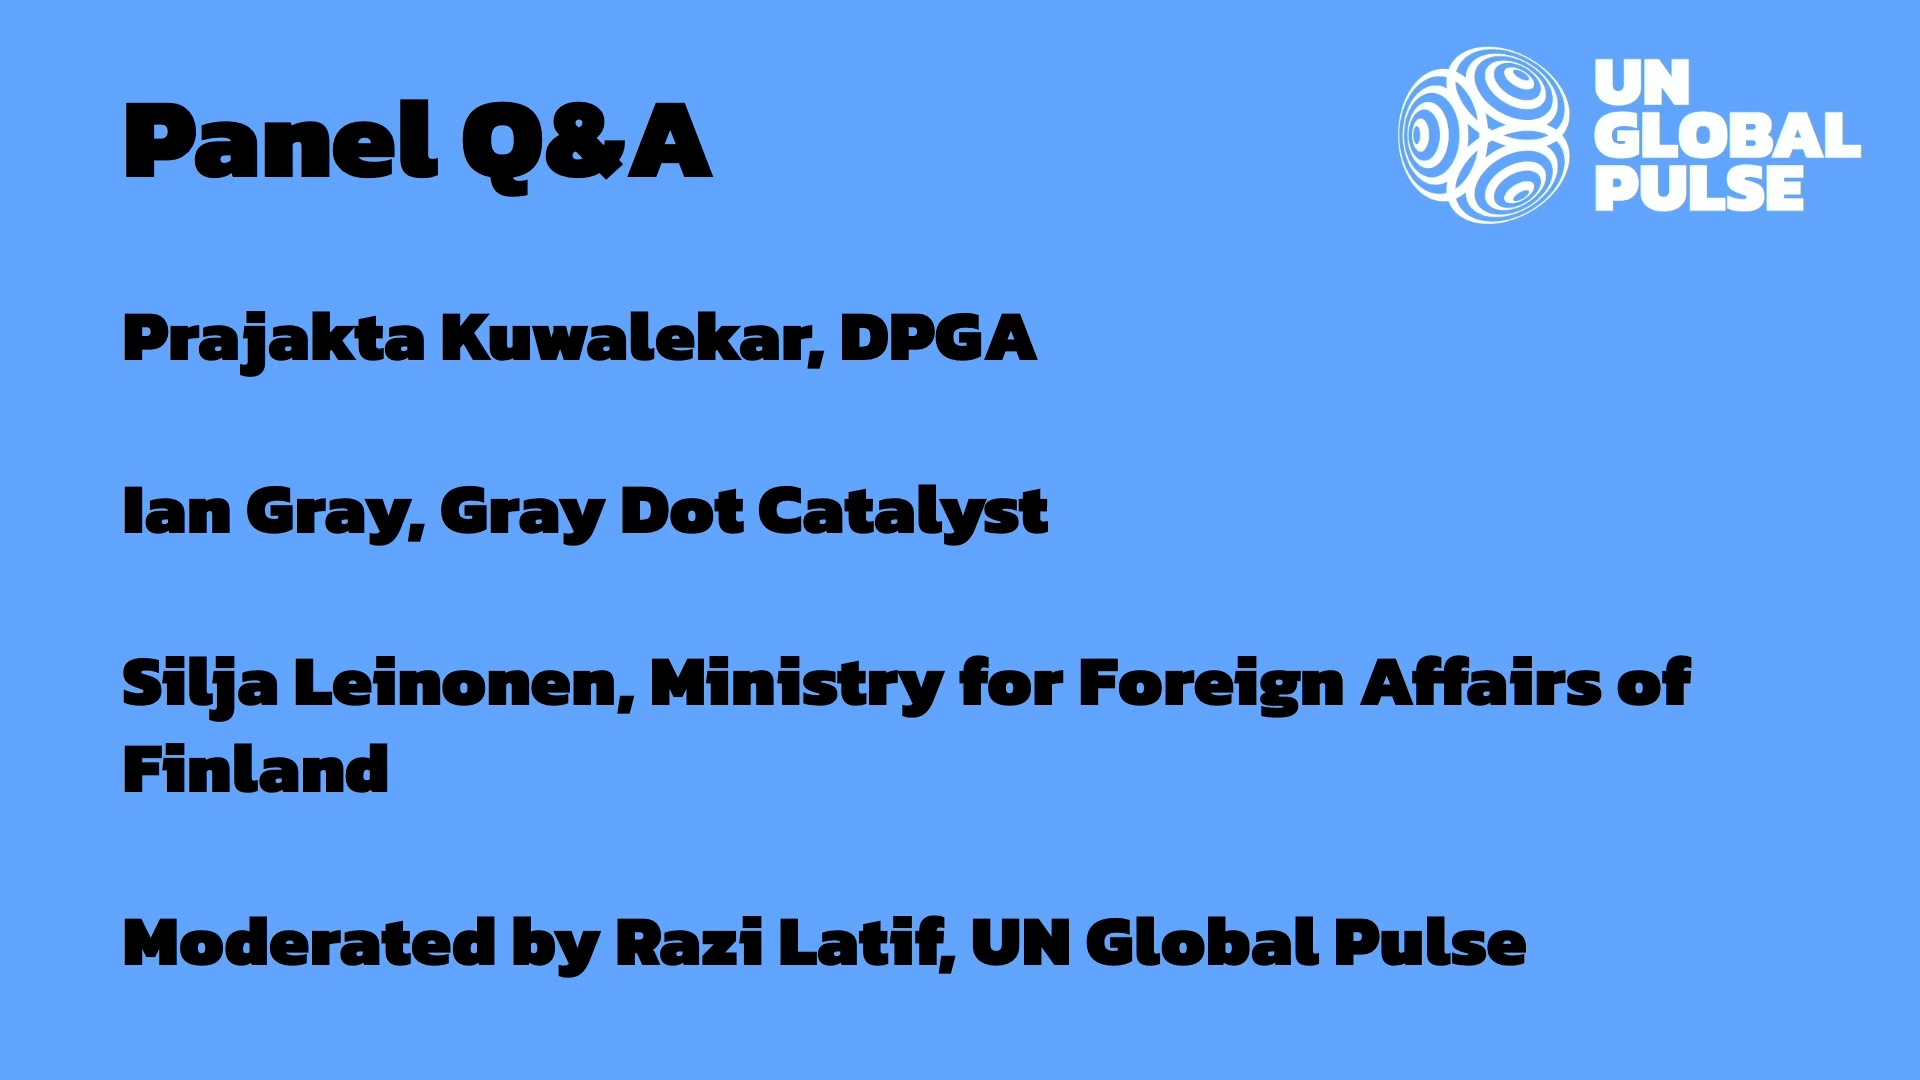 Panel Q&A
UN
GLOBAL
PULSE
Prajakta Kuwalekar, DPGA
Ian Gray, Gray Dot Catalyst
Silja Leinonen, Ministry for Foreign Affairs of
Finland
Moderated by Razi Latif, UN Global Pulse